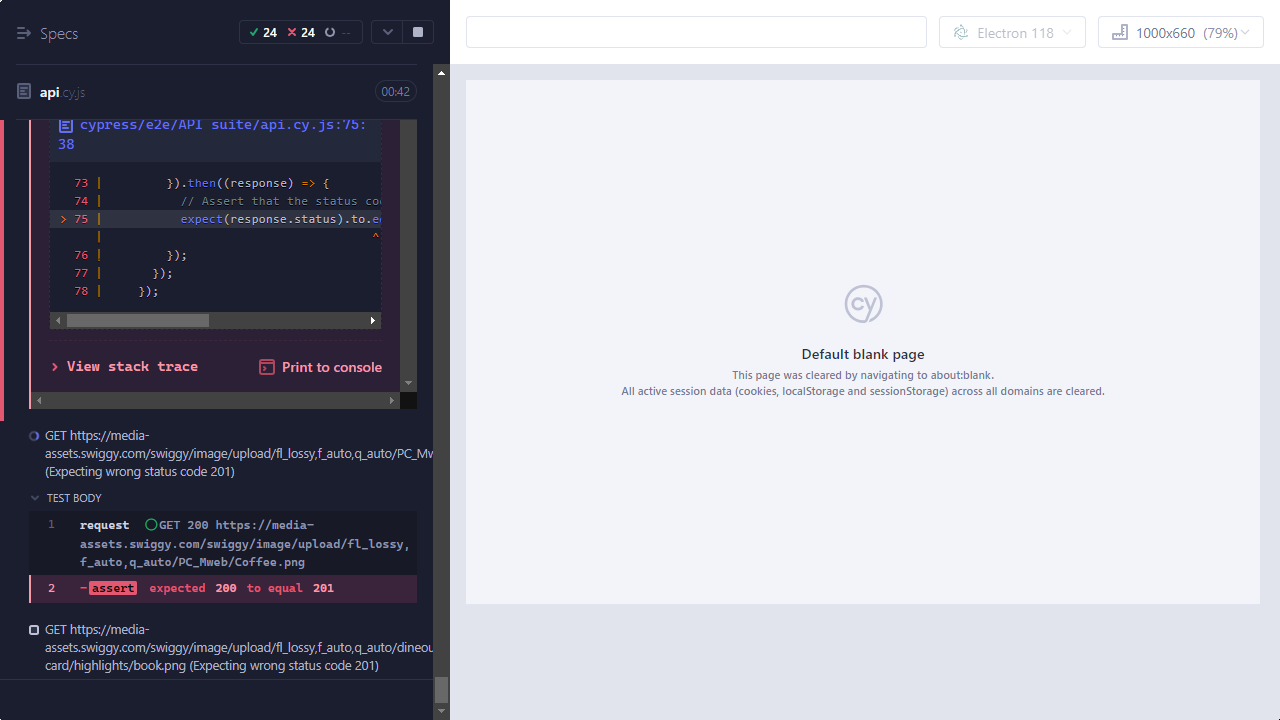 Specs
24 24 --
Electron 118
1000x660 (79%)
api.cy.js
00:42
cypress/e2e/API suite/api.cy.js:75:
38
73 | }).then((response) => {
74 | // Assert that the status
> 75 | expect(response.status).to.
| ^
76 | });
77 | });
78 | });
View stack trace
Print to console
GET https://media-
assets.swiggy.com/swiggy/image/upload/fl_lossy,f_auto,q_auto/PC_Mw
(Expecting wrong status code 201)
TEST BODY
1 request GET 200 https://media-
assets.swiggy.com/swiggy/image/upload/fl_lossy,
f_auto,q_auto/PC_Mweb/Coffee.png
2 -assert expected 200 to equal 201
GET https://media-
assets.swiggy.com/swiggy/image/upload/fl_lossy,f_auto,q_auto/dineou
card/highlights/book.png (Expecting wrong status code 201)
cy
Default blank page
This page was cleared by navigating to about:blank.
All active session data (cookies, localStorage and sessionStorage) across all domains are cleared.